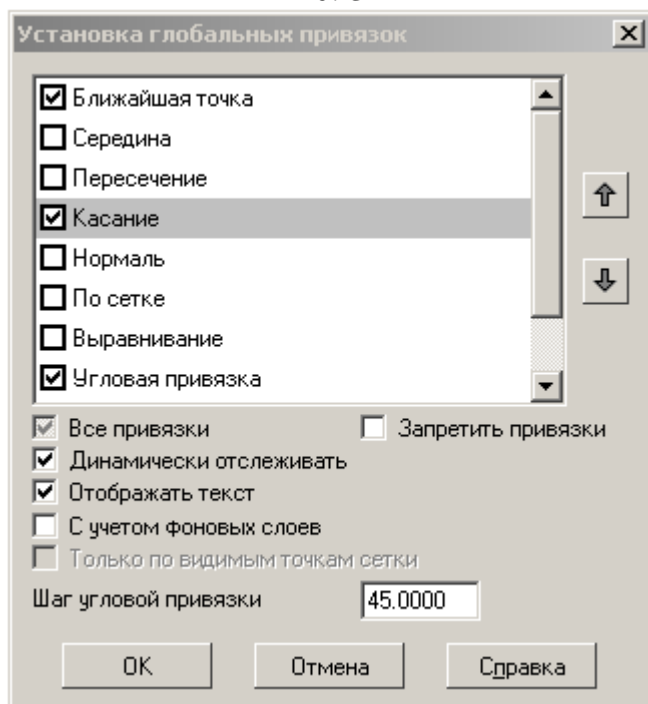 Установка глобальных привязок
Ближайшая точка
Середина
Пересечение
Касание
Нормаль
По сетке
Выравнивание
Угловая привязка
Все привязки Запретить привязки
Динамически отслеживать
Отображать текст
С учетом фоновых слоев
Только по видимым точкам сетки
Шаг угловой привязки 45.0000
OK Отмена Справка